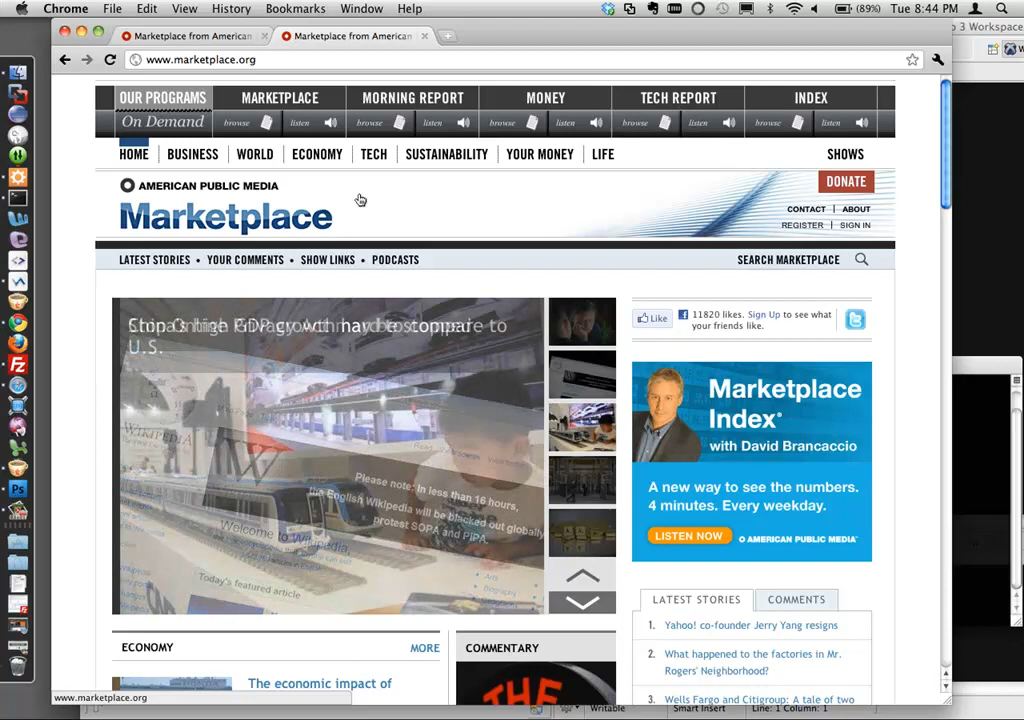 Chrome File Edit View History Bookmarks Window Help
(89%) Tue 8:44 PM
Marketplace from American
Marketplace from American
3 Workspace
www.marketplace.org
OUR PROGRAMS MARKETPLACE MORNING REPORT MONEY TECH REPORT INDEX
On Demand browse listen browse listen browse listen browse listen browse listen
HOME BUSINESS WORLD ECONOMY TECH SUSTAINABILITY YOUR MONEY LIFE SHOWS
AMERICAN PUBLIC MEDIA
Marketplace
DONATE
CONTACT | ABOUT
REGISTER | SIGN IN
LATEST STORIES • YOUR COMMENTS • SHOW LINKS • PODCASTS
SEARCH MARKETPLACE
U.S.
WIKIPEDIA
Please note: In less than 16 hours,
the English Wikipedia will be blacked out globally
protest SOPA and PIPA.
Welcome to Wikipedia,
Today's featured article
Arts
Biography
Like
11820 likes. Sign Up to see what
your friends like.
Marketplace
Index®
with David Brancaccio
A new way to see the numbers.
4 minutes. Every weekday.
LISTEN NOW
AMERICAN PUBLIC MEDIA™
LATEST STORIES COMMENTS
1. Yahoo! co-founder Jerry Yang resigns
2. What happened to the factories in Mr.
Rogers' Neighborhood?
3. Wells Fargo and Citigroup: A tale of two
ECONOMY MORE
The economic impact of
COMMENTARY
THE
www.marketplace.org
Writable Smart Insert Line: 1 Column: 1